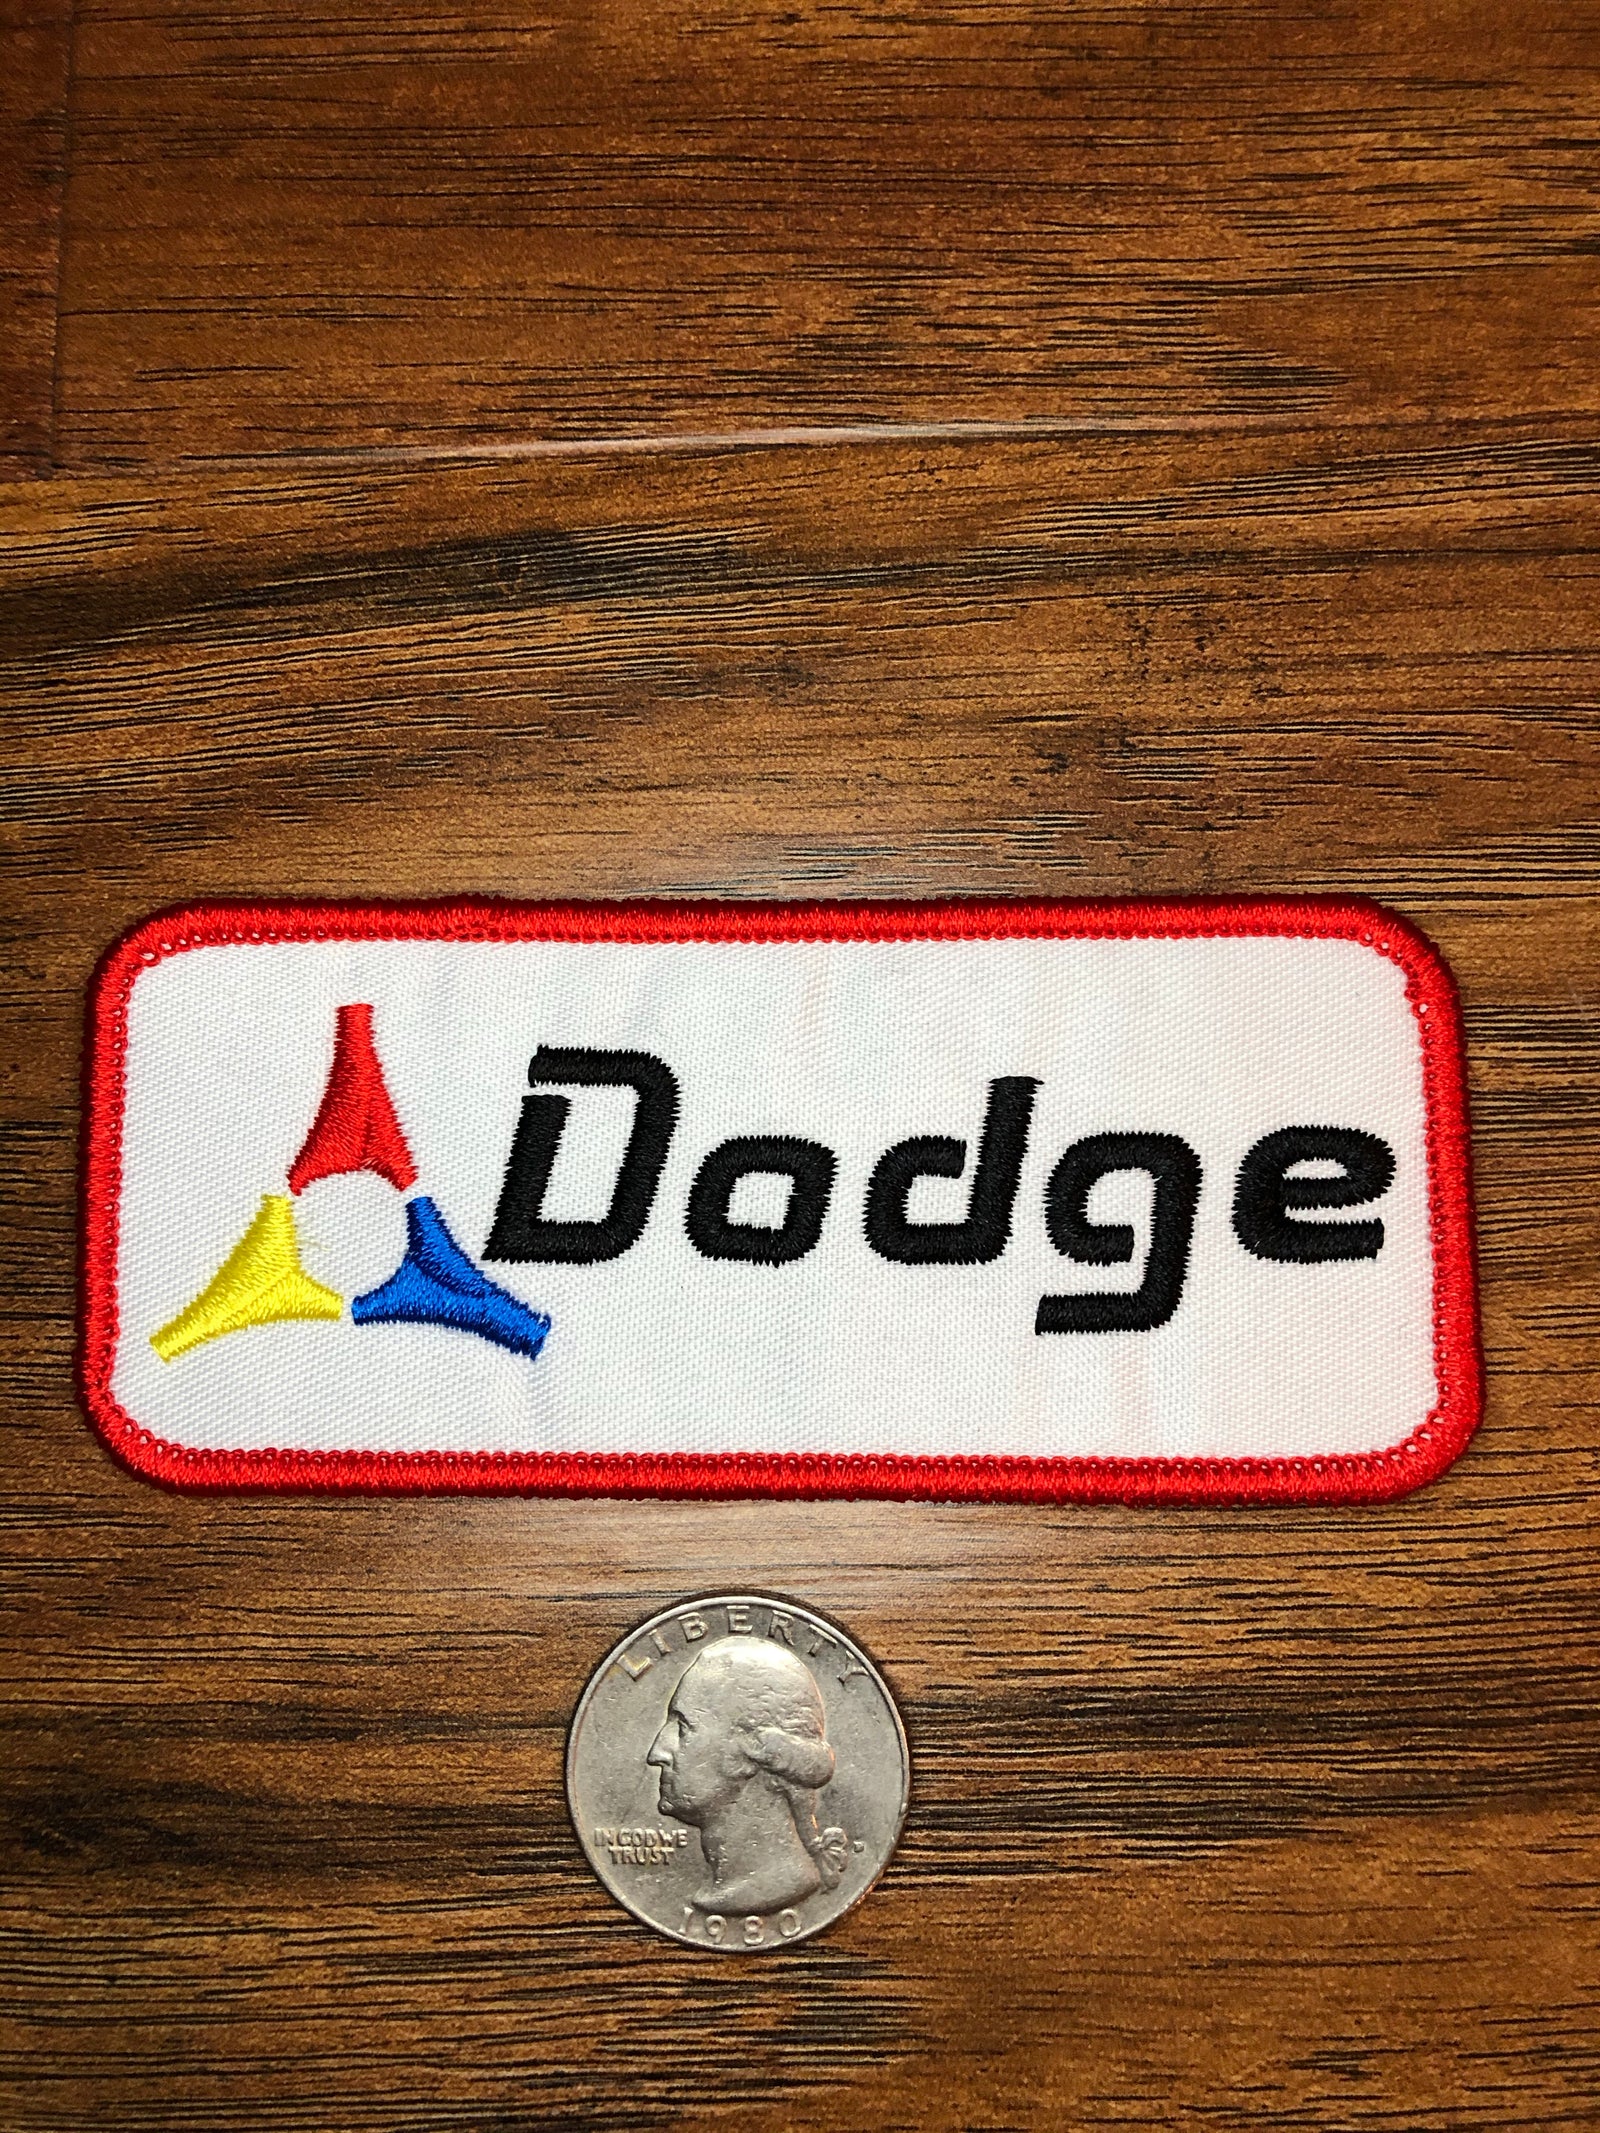 Dodge
LIBERTY
IN GOD WE
TRUST
D
1980